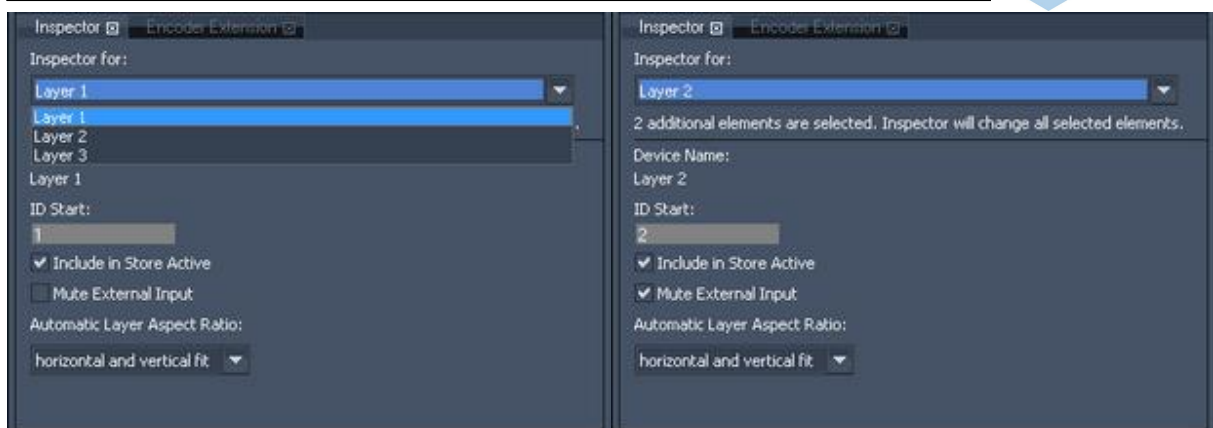 Inspector
Encoder Extension
Inspector for:
Layer 1
Layer 1
Layer 2
Layer 3
.
Layer 1
ID Start:
1
Include in Store Active
Mute External Input
Automatic Layer Aspect Ratio:
horizontal and vertical fit
Inspector
Encoder Extension
Inspector for:
Layer 2
2 additional elements are selected. Inspector will change all selected elements.
Device Name:
Layer 2
ID Start:
2
Include in Store Active
Mute External Input
Automatic Layer Aspect Ratio:
horizontal and vertical fit